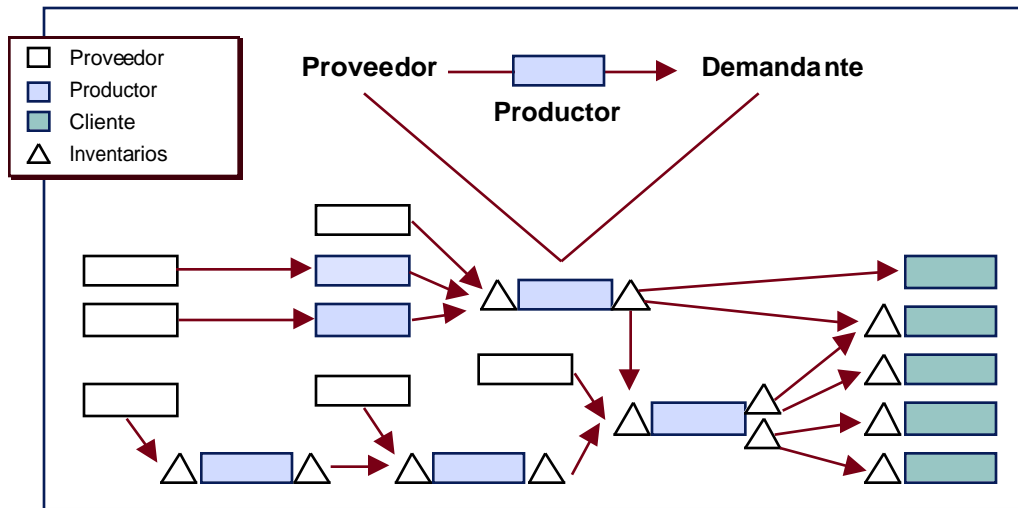 Proveedor
Productor
Cliente
Inventarios
Proveedor
Demandante
Productor